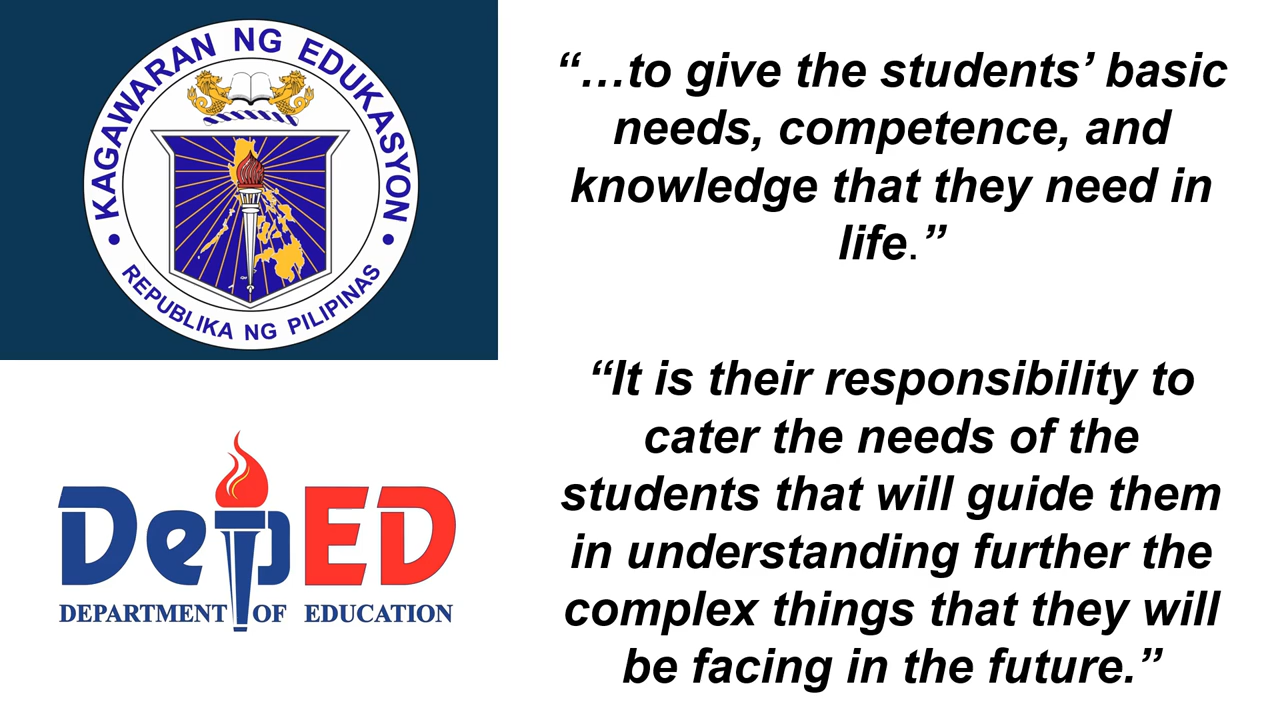 KAGAWARAN NG EDUKASYON
REPUBLIKA NG PILIPINAS
DepED
DEPARTMENT OF EDUCATION
“…to give the students’ basic
needs, competence, and
knowledge that they need in
life.”
“It is their responsibility to
cater the needs of the
students that will guide them
in understanding further the
complex things that they will
be facing in the future.”